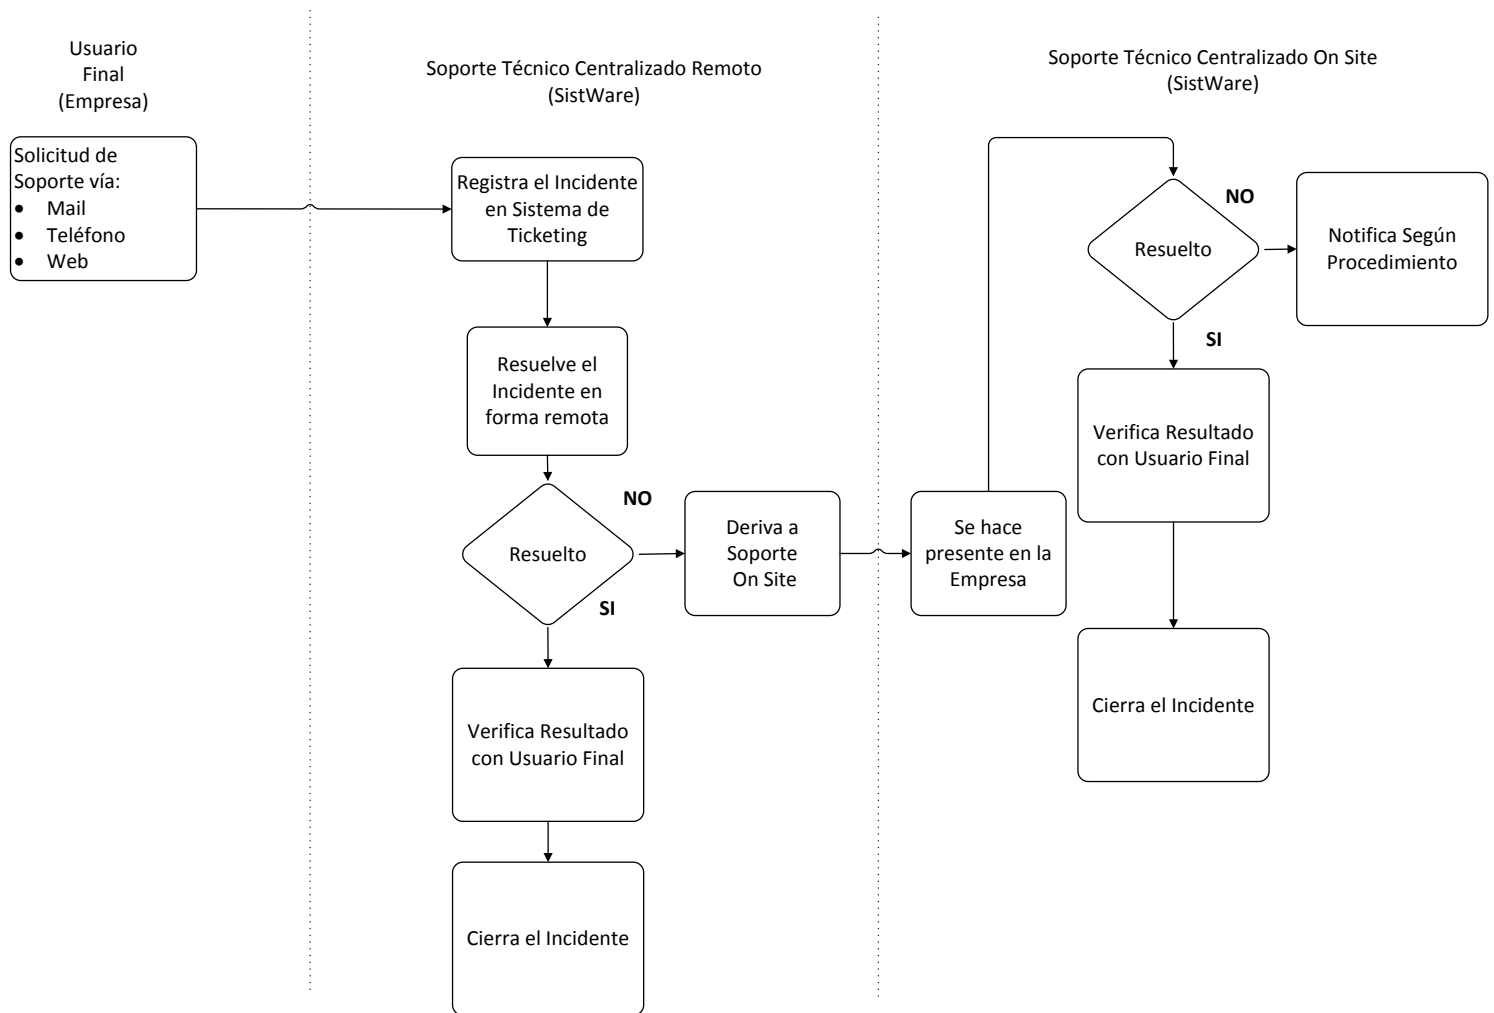 Usuario
Final
(Empresa)
Solicitud de
Soporte vía:
• Mail
• Teléfono
• Web
Soporte Técnico Centralizado Remoto
(SistWare)
Registra el Incidente
en Sistema de
Ticketing
Resuelve el
Incidente en
forma remota
Resuelto
NO
SI
Deriva a
Soporte
On Site
Verifica Resultado
con Usuario Final
Cierra el Incidente
Soporte Técnico Centralizado On Site
(SistWare)
Se hace
presente en la
Empresa
Resuelto
NO
SI
Notifica Según
Procedimiento
Verifica Resultado
con Usuario Final
Cierra el Incidente